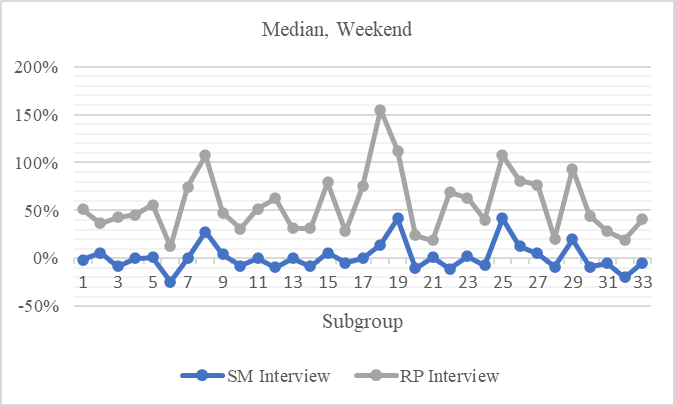 Median, Weekend
200%
150%
100%
50%
0%
-50%
1 3 5 7 9 11 13 15 17 19 21 23 25 27 29 31 33
Subgroup
SM Interview RP Interview